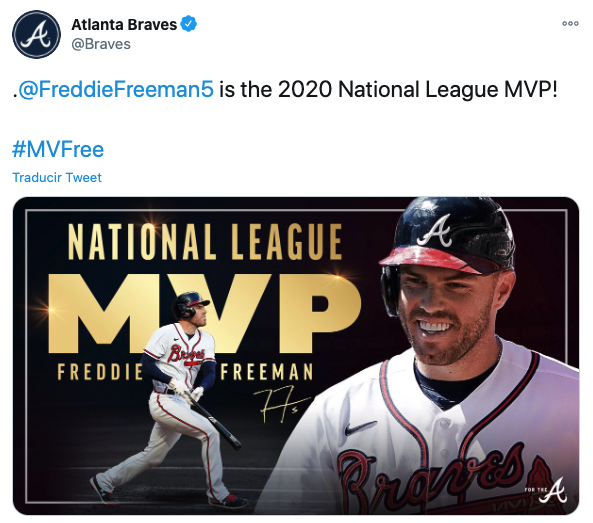 Atlanta Braves
@Braves
.@FreddieFreeman5 is the 2020 National League MVP!
#MVFree
Traducir Tweet
NATIONAL LEAGUE
MVP
FREDDIE FREEMAN
Braves
Braves
FOR THE A